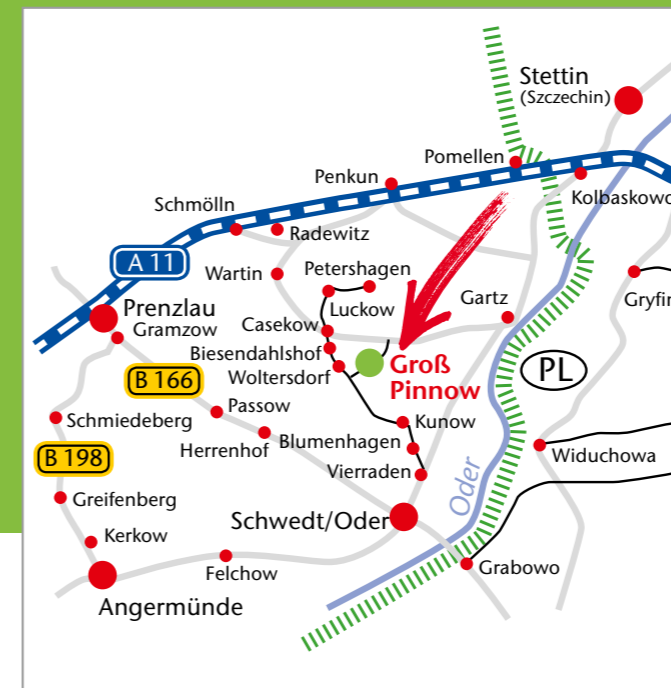 Stettin
(Szczechin)
Pomellen
Penkun
Kolbaskowo
Schmölln
Radewitz
A 11
Wartin
Petershagen
Gryfin
Prenzlau
Luckow
Gartz
Gramzow
Casekow
Biesendahlshof
Groß
Pinnow
PL
Woltersdorf
B 166
Passow
Schmiedeberg
Kunow
Herrenhof
Blumenhagen
Widuchowa
B 198
Vierraden
Oder
Greifenberg
Schwedt/Oder
Kerkow
Felchow
Grabowo
Angermünde